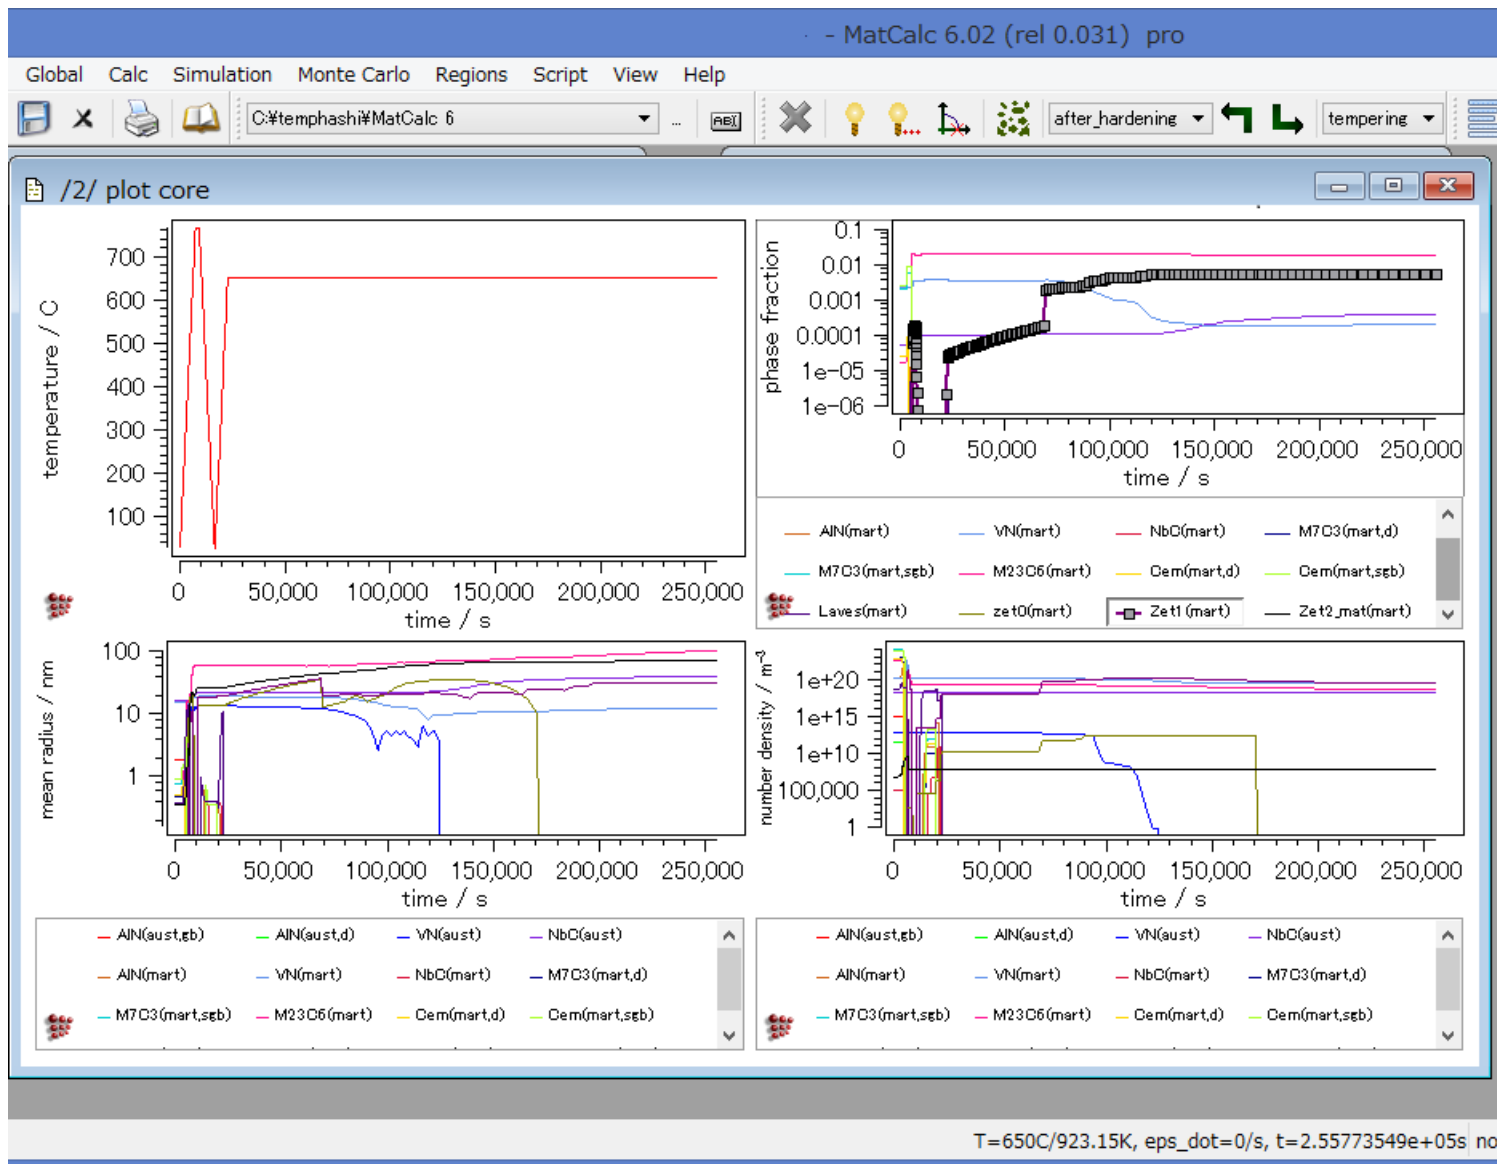 - MatCalc 6.02 (rel 0.031) pro
Global Calc Simulation Monte Carlo Regions Script View Help
C:¥temphashi¥MatCalc 6 ... ABI after_hardening tempering
/2/ plot core
temperature / C
700
600
500
400
300
200
100
0 50,000 100,000 150,000 200,000 250,000
time / s
phase fraction
0.1
0.01
0.001
0.0001
1e-05
1e-06
0 50,000 100,000 150,000 200,000 250,000
time / s
AlN(mart) VN(mart) NbC(mart) M7C3(mart,d)
M7C3(mart,sgb) M23C6(mart) Cem(mart,d) Cem(mart,sgb)
Laves(mart) zet0(mart) Zet1(mart) Zet2_mat(mart)
mean radius / nm
100
10
1
0 50,000 100,000 150,000 200,000 250,000
time / s
number density / m⁻³
1e+20
1e+15
1e+10
100,000
1
0 50,000 100,000 150,000 200,000 250,000
time / s
AlN(aust,gb) AlN(aust,d) VN(aust) NbC(aust)
AlN(mart) VN(mart) NbC(mart) M7C3(mart,d)
M7C3(mart,sgb) M23C6(mart) Cem(mart,d) Cem(mart,sgb)
AlN(aust,gb) AlN(aust,d) VN(aust) NbC(aust)
AlN(mart) VN(mart) NbC(mart) M7C3(mart,d)
M7C3(mart,sgb) M23C6(mart) Cem(mart,d) Cem(mart,sgb)
T=650C/923.15K, eps_dot=0/s, t=2.55773549e+05s no